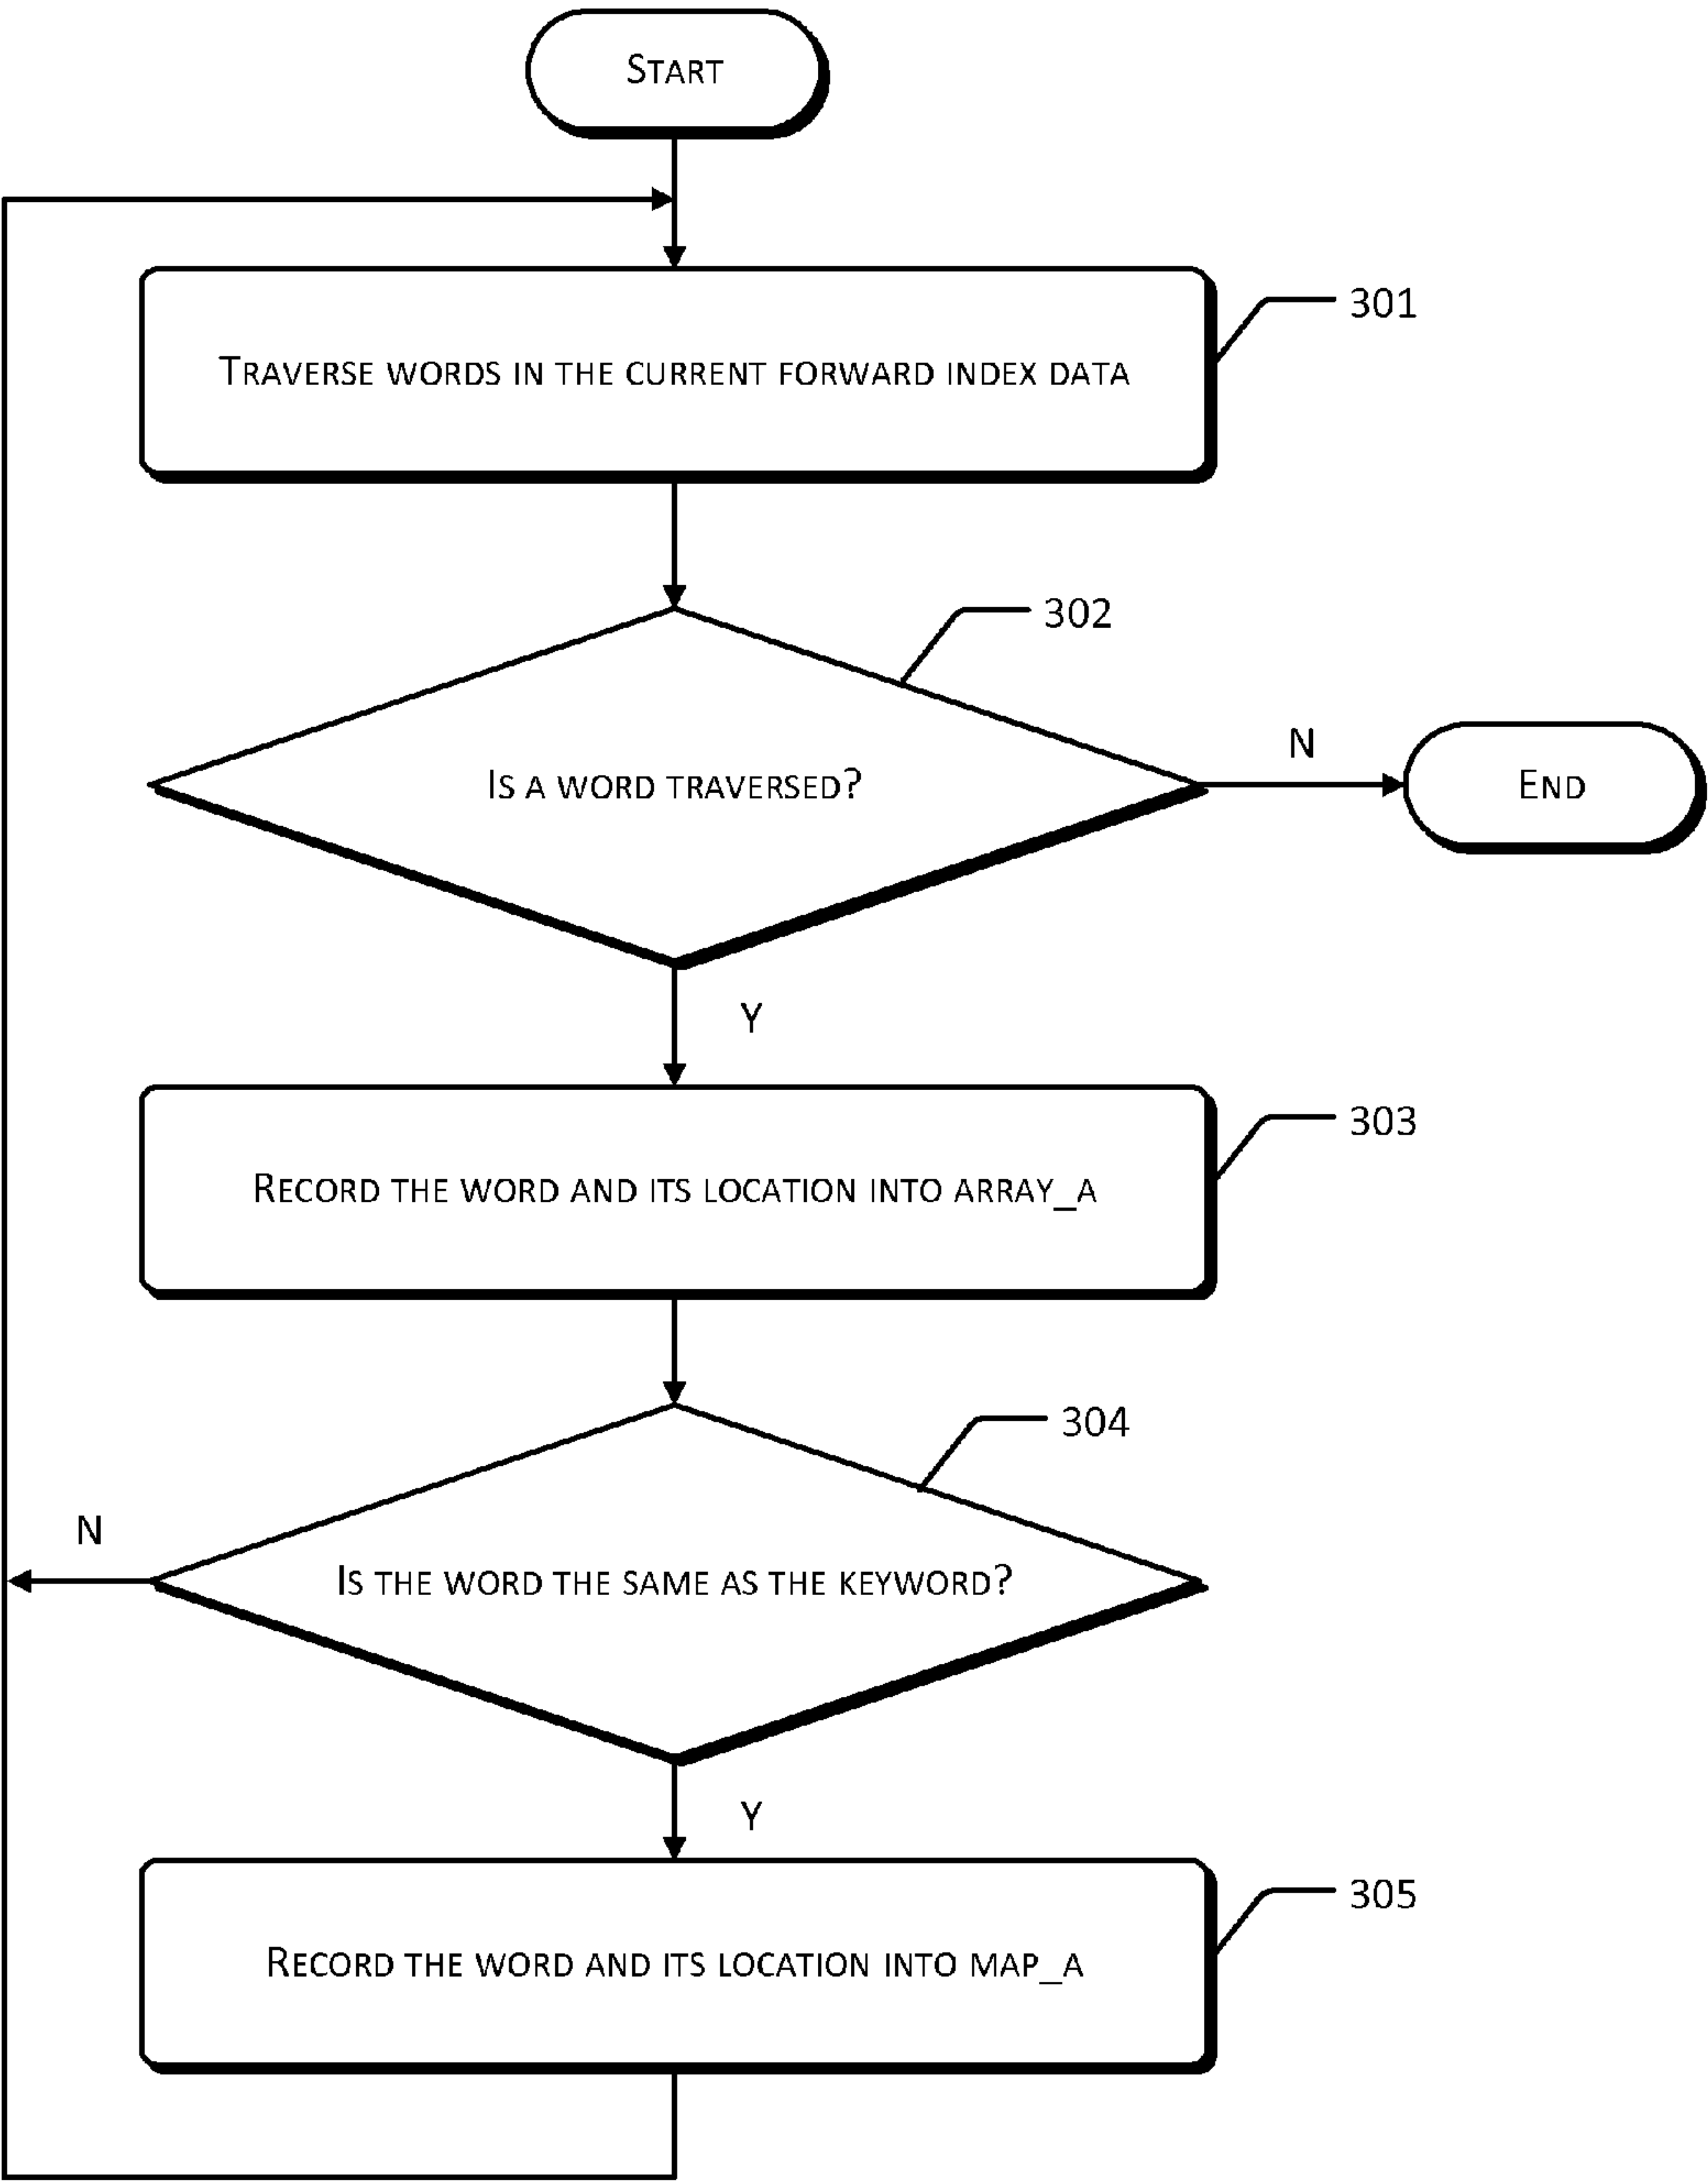 START
TRAVERSE WORDS IN THE CURRENT FORWARD INDEX DATA
301
302
IS A WORD TRAVERSED?
N
END
Y
RECORD THE WORD AND ITS LOCATION INTO ARRAY_A
303
304
N
IS THE WORD THE SAME AS THE KEYWORD?
Y
RECORD THE WORD AND ITS LOCATION INTO MAP_A
305